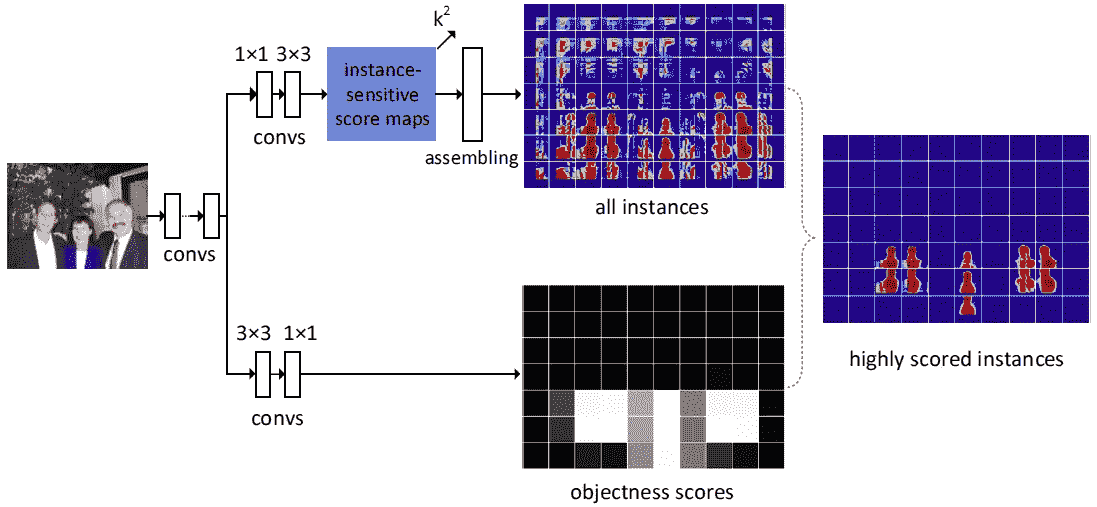 k²
1×1 3×3
instance-
sensitive
score maps
convs
assembling
all instances
convs
3×3 1×1
convs
highly scored instances
objectness scores